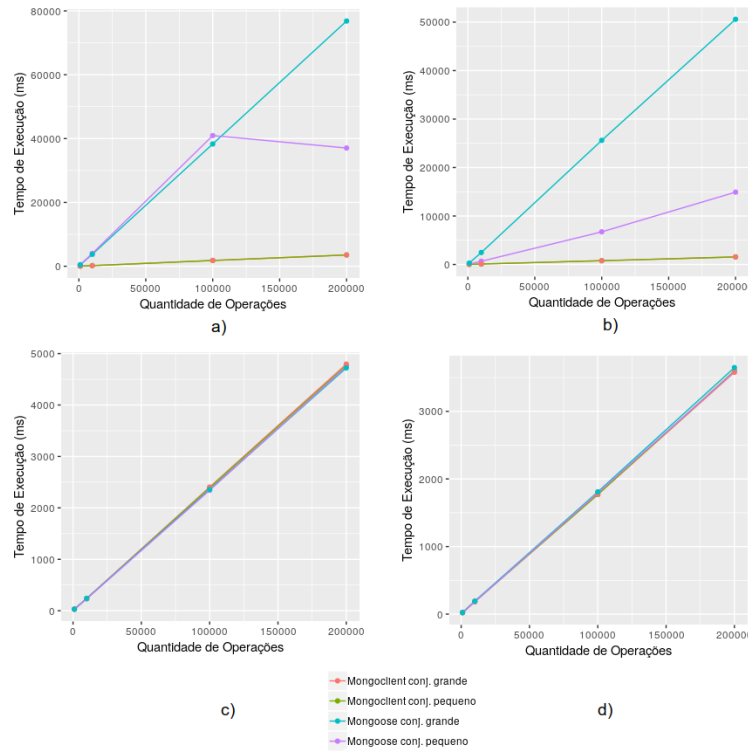 80000
60000
40000
20000
0
Tempo de Execução (ms)
0 50000 100000 150000 200000
Quantidade de Operações
a)
50000
40000
30000
20000
10000
0
Tempo de Execução (ms)
0 50000 100000 150000 200000
Quantidade de Operações
b)
5000
4000
3000
2000
1000
0
Tempo de Execução (ms)
0 50000 100000 150000 200000
Quantidade de Operações
c)
3000
2000
1000
0
Tempo de Execução (ms)
0 50000 100000 150000 200000
Quantidade de Operações
d)
Mongoclient conj. grande
Mongoclient conj. pequeno
Mongoose conj. grande
Mongoose conj. pequeno